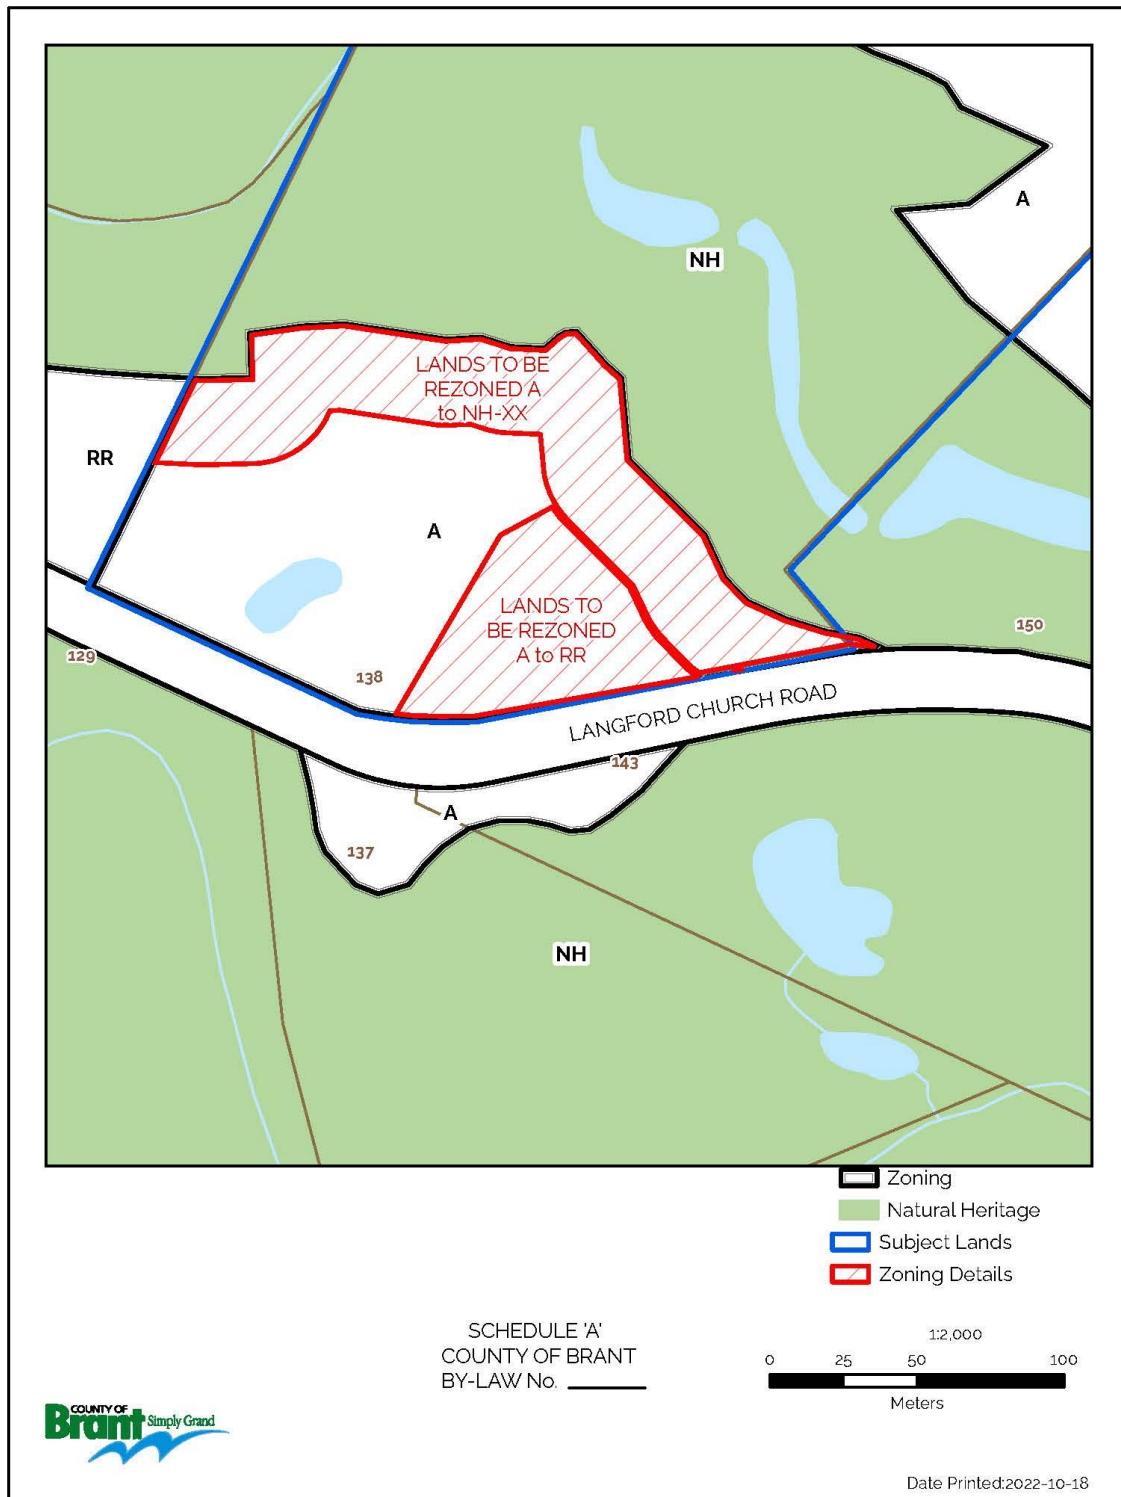 A
NH
LANDS TO BE
REZONED A
to NH-XX
RR
A
LANDS TO
BE REZONED
A to RR
150
129
138
LANGFORD CHURCH ROAD
143
A
137
NH
Zoning
Natural Heritage
Subject Lands
Zoning Details
SCHEDULE 'A'
COUNTY OF BRANT
BY-LAW No. ________
1:2,000
0 25 50 100
Meters
COUNTY OF
Brant Simply Grand
Date Printed:2022-10-18